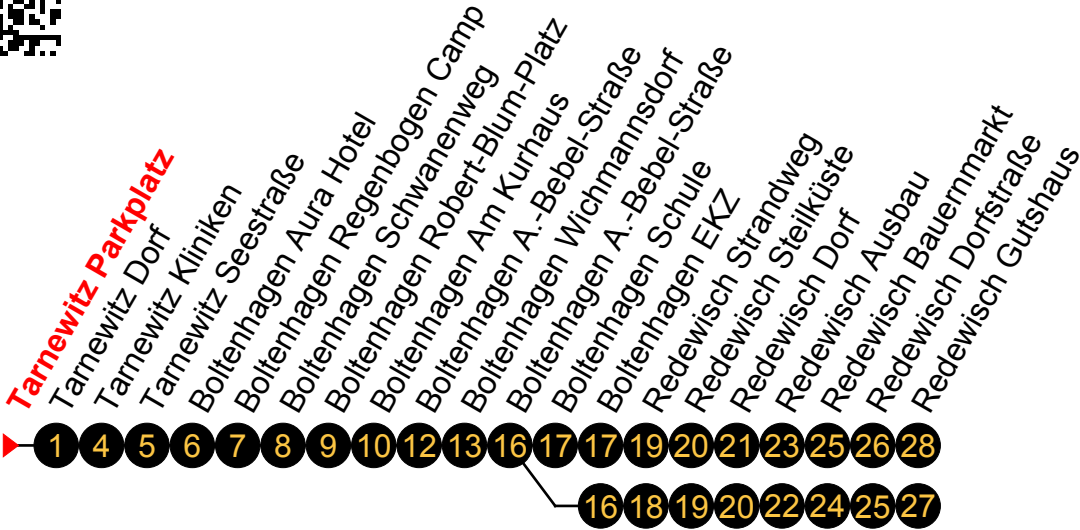 Tarnewitz Parkplatz
Tarnewitz Dorf
Tarnewitz Kliniken
Tarnewitz Seestraße
Boltenhagen Aura Hotel
Boltenhagen Regenbogen Camp
Boltenhagen Schwanenweg
Boltenhagen Robert-Blum-Platz
Boltenhagen Am Kurhaus
Boltenhagen A.-Bebel-Straße
Boltenhagen Wichmannsdorf
Boltenhagen A.-Bebel-Straße
Boltenhagen Schule
Boltenhagen EKZ
Redewisch Strandweg
Redewisch Steilküste
Redewisch Dorf
Redewisch Ausbau
Redewisch Bauernmarkt
Redewisch Dorfstraße
Redewisch Gutshaus
1 4 5 6 7 8 9 10 12 13 16 17 17 19 20 21 23 25 26 28
16 18 19 20 22 24 25 27